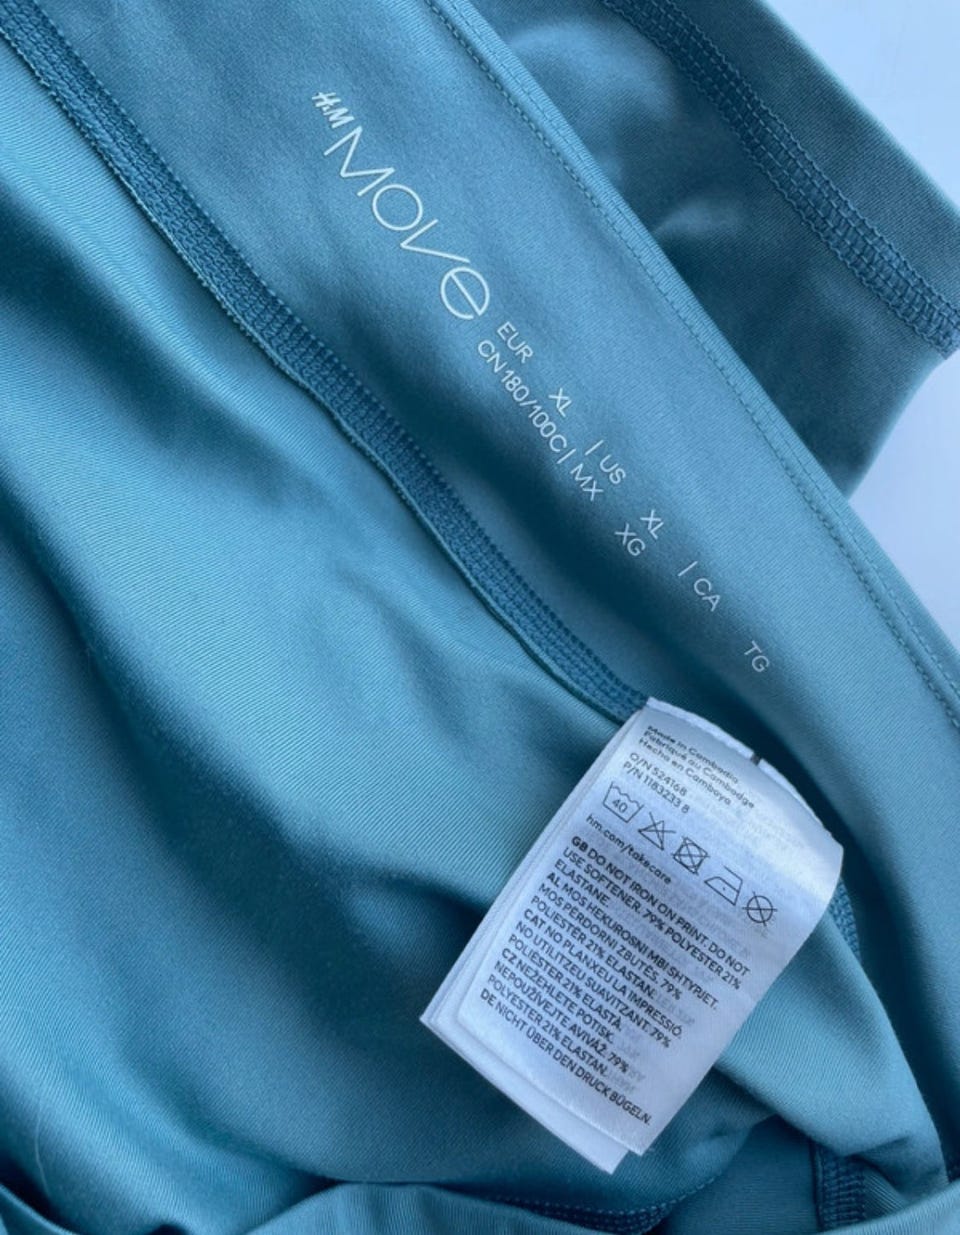 H&M
MOVE
EUR XL | US XL | CA TG
CN 180/100C | MX XG
Made in Cambodia
Fabriqué au Cambodge
Hecho en Camboya
O/N 524168
P/N 1183233 8
40
hm.com/takecare
GB DO NOT IRON ON PRINT. DO NOT
USE SOFTENER. 79% POLYESTER 21%
ELASTANE.
AL MOS HEKUROSNI MBI SHTYPJET.
MOS PERDORNI ZBUTËS. 79%
POLIESTËR 21% ELASTAN.
CAT NO PLANXEU LA IMPRESSIÓ.
NO UTILITZEU SUAVITZANT. 79%
POLIESTER 21% ELASTÀ.
CZ NEŽEHLETE POTISK.
NEPOUŽÍVEJTE AVIVÁŽ. 79%
POLYESTER 21% ELASTAN.
DE NICHT ÜBER DEN DRUCK BÜGELN.